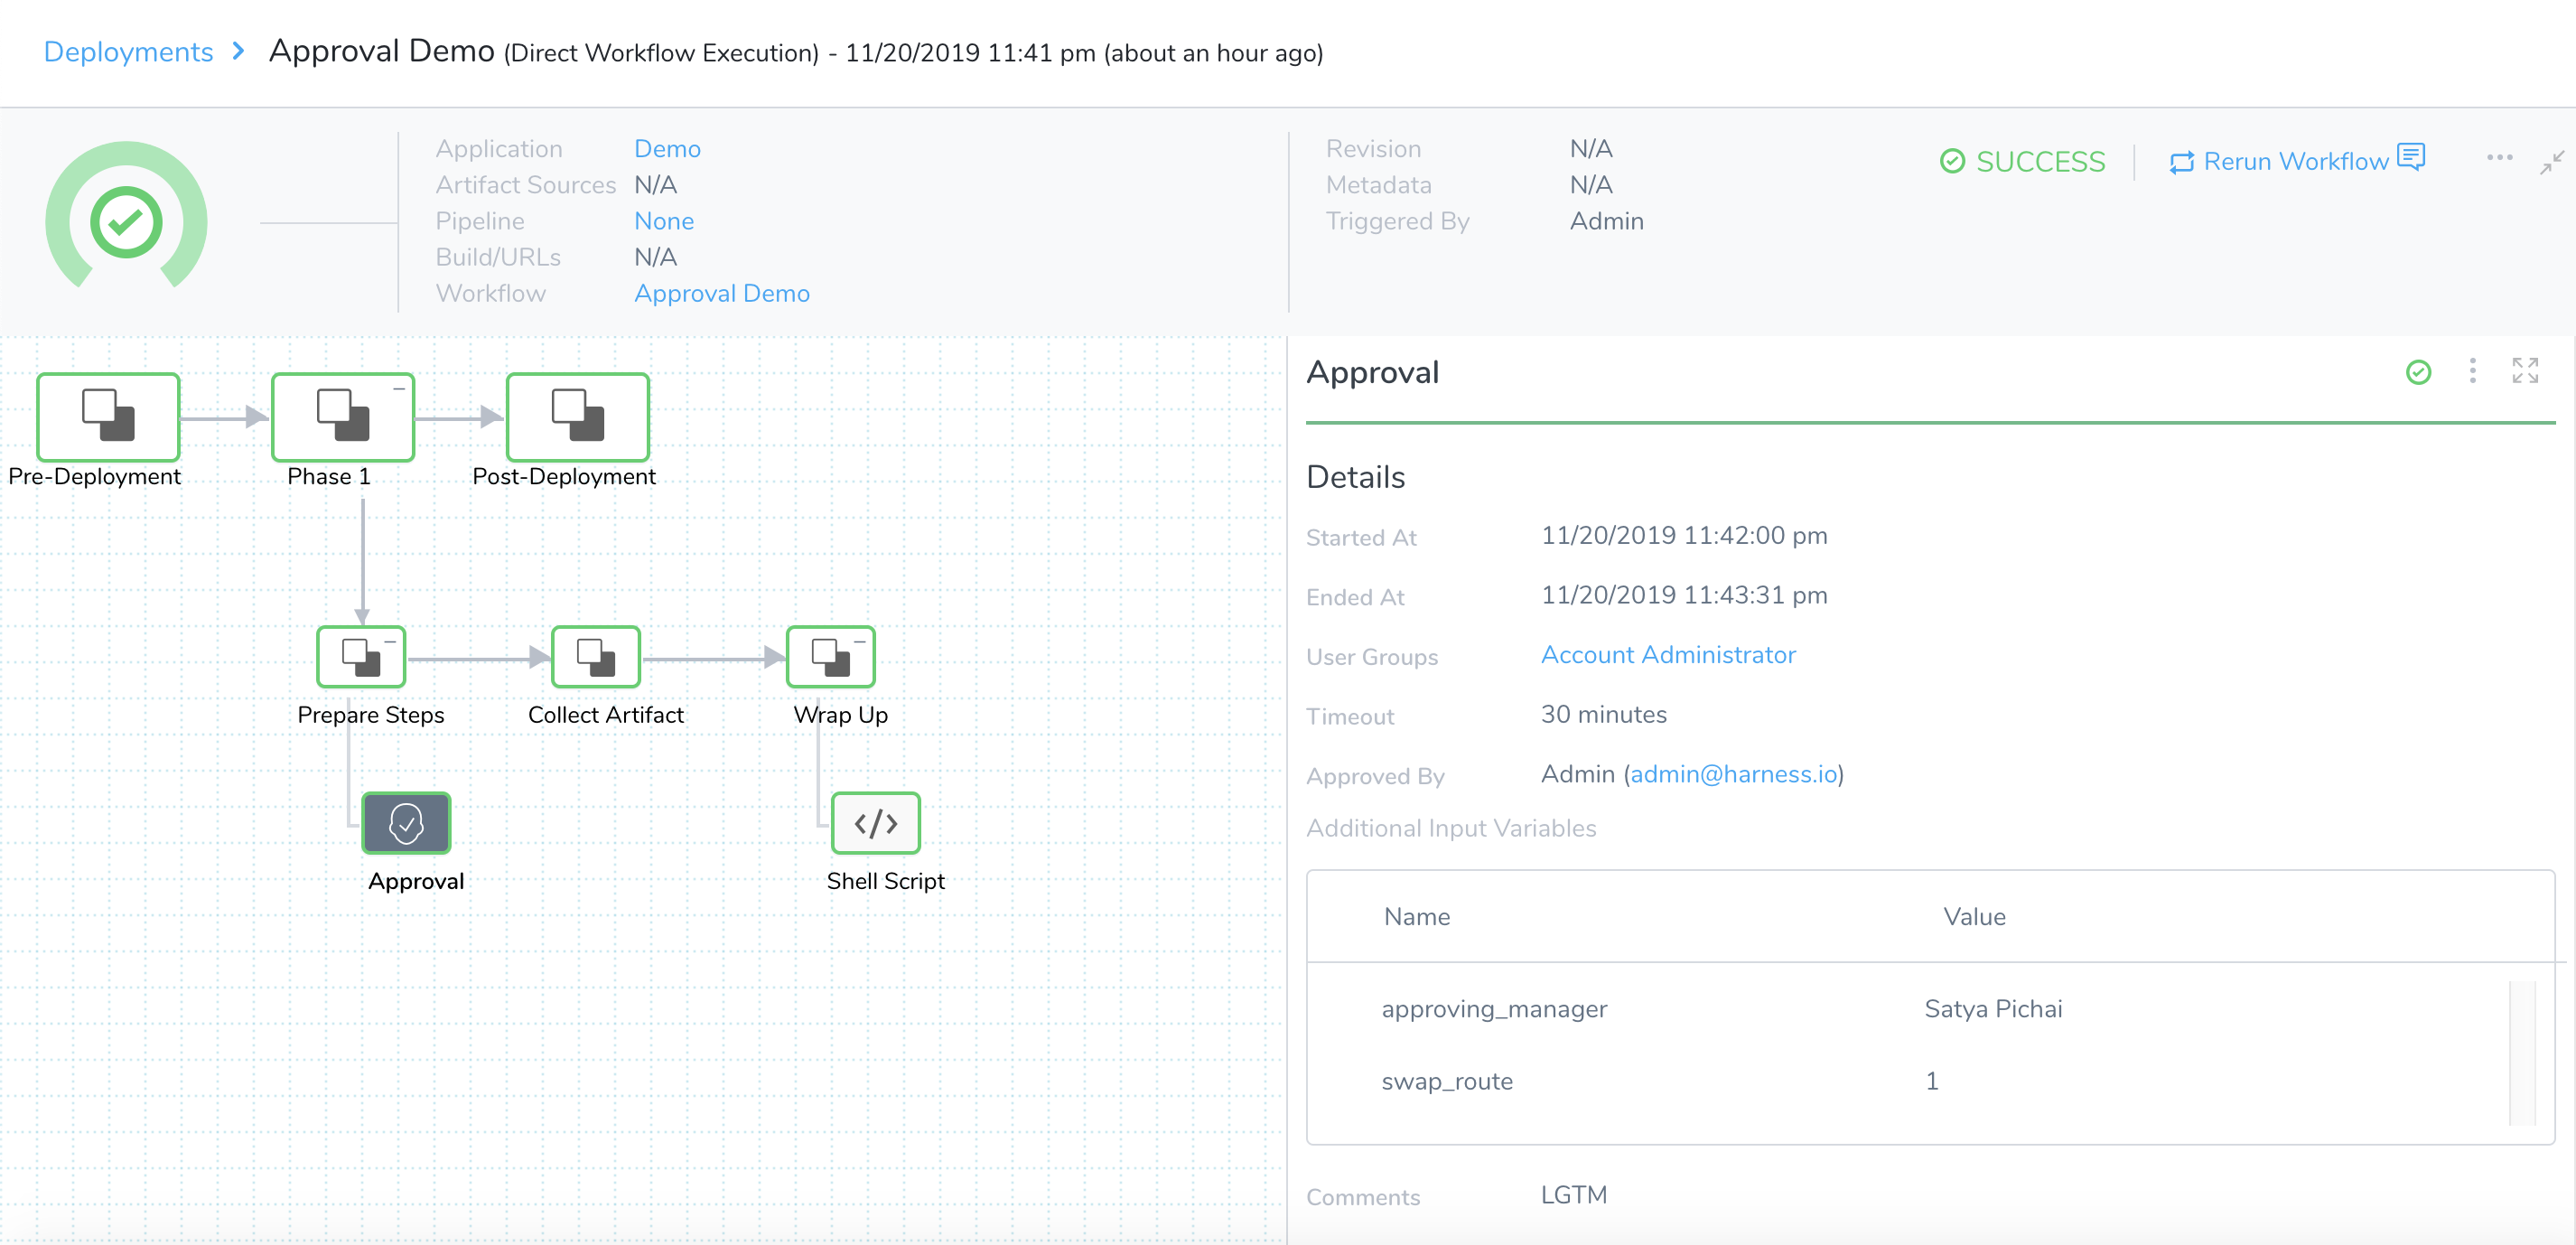 Deployments > Approval Demo (Direct Workflow Execution) - 11/20/2019 11:41 pm (about an hour ago)
Application Demo
Artifact Sources N/A
Pipeline None
Build/URLs N/A
Workflow Approval Demo
Revision N/A
Metadata N/A
Triggered By Admin
SUCCESS
Rerun Workflow
Pre-Deployment
Phase 1
Post-Deployment
Prepare Steps
Collect Artifact
Wrap Up
Approval
</>
Shell Script
Approval
Details
Started At 11/20/2019 11:42:00 pm
Ended At 11/20/2019 11:43:31 pm
User Groups Account Administrator
Timeout 30 minutes
Approved By Admin (admin@harness.io)
Additional Input Variables
Name Value
approving_manager Satya Pichai
swap_route 1
Comments LGTM